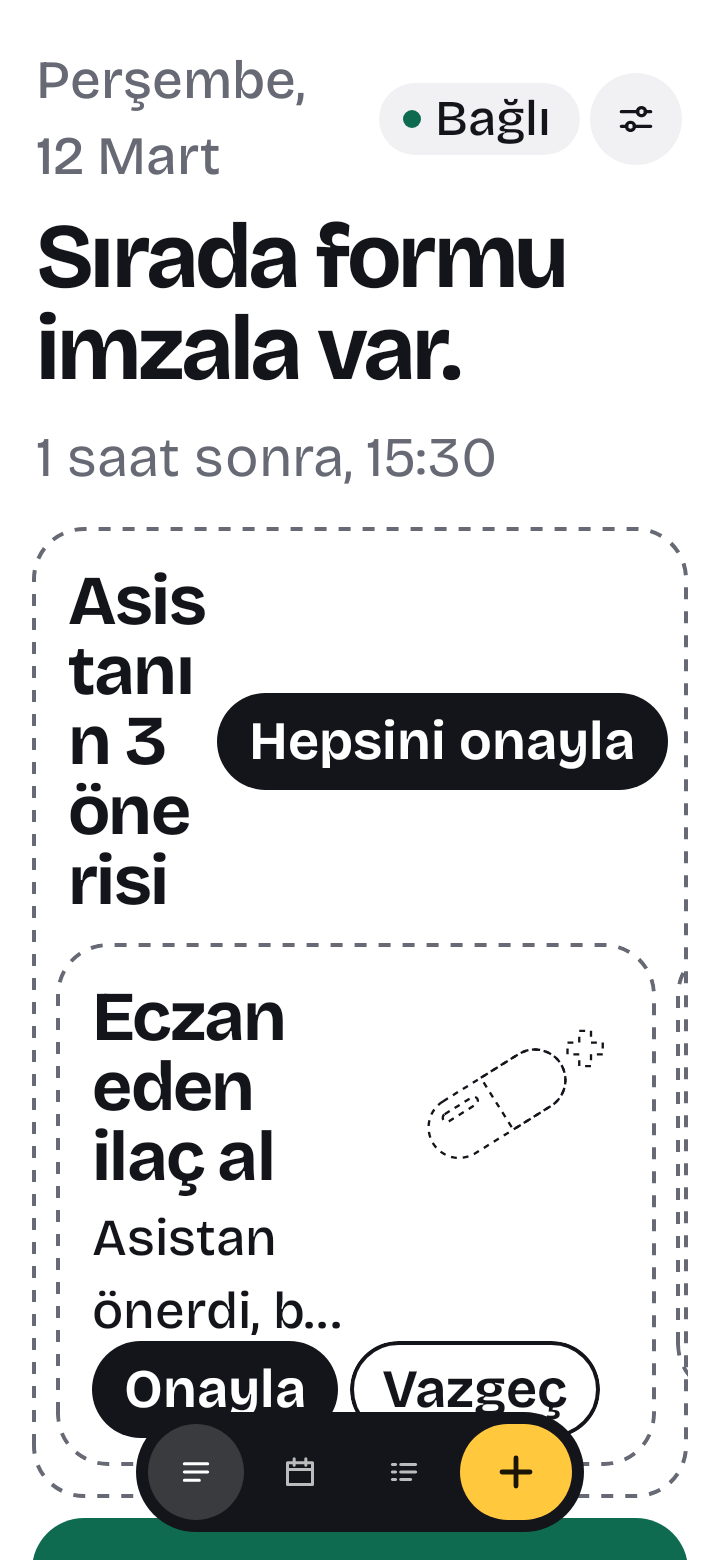 Perşembe,
12 Mart
Bağlı
Sırada formu
imzala var.
1 saat sonra, 15:30
Asis
tanı
n 3
öne
risi
Hepsini onayla
Eczan
eden
ilaç al
Asistan
önerdi, b...
Onayla
Vazgeç